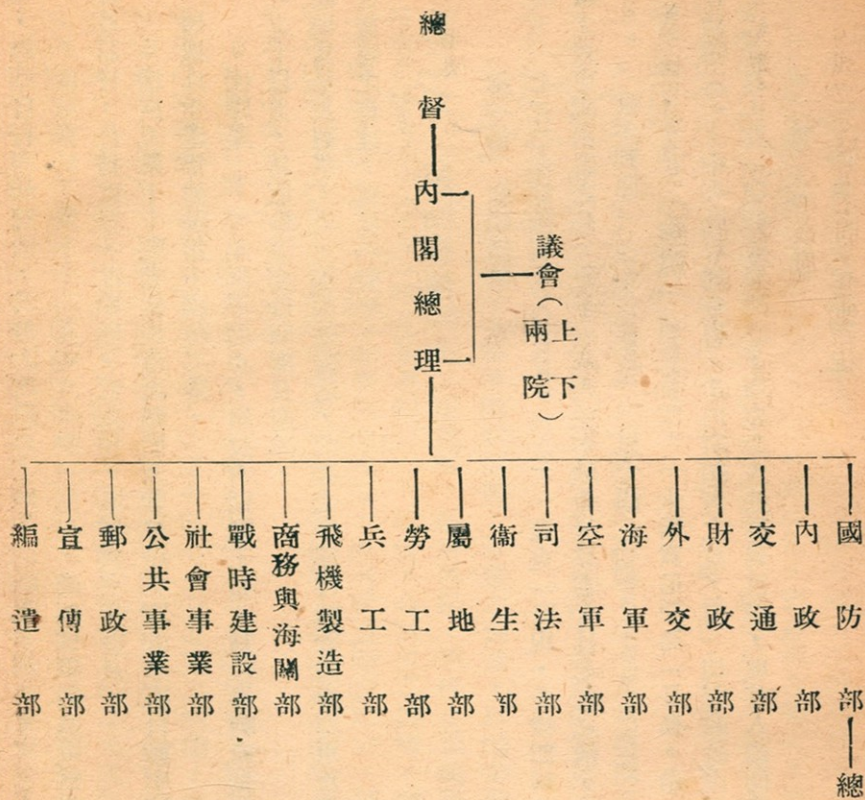 總督
內閣總理
議會（上下兩院）
國防部
總
內政部
交通部
財政部
外交部
海軍部
空軍部
司法部
衞生部
屬地部
勞工部
兵工部
飛機製造部
商務與海關部
戰時建設部
社會事業部
公共事業部
郵政部
宣傳部
編遣部